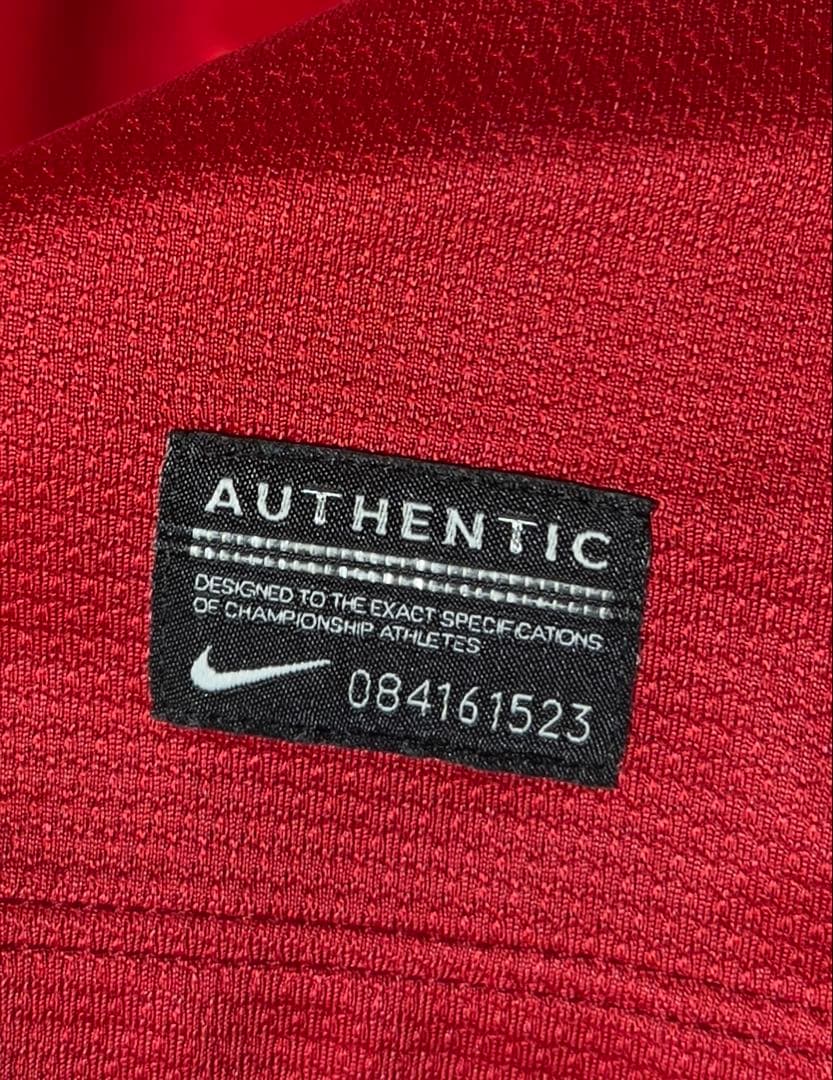 AUTHENTIC
DESIGNED TO THE EXACT SPECIFICATIONS
OF CHAMPIONSHIP ATHLETES
084161523